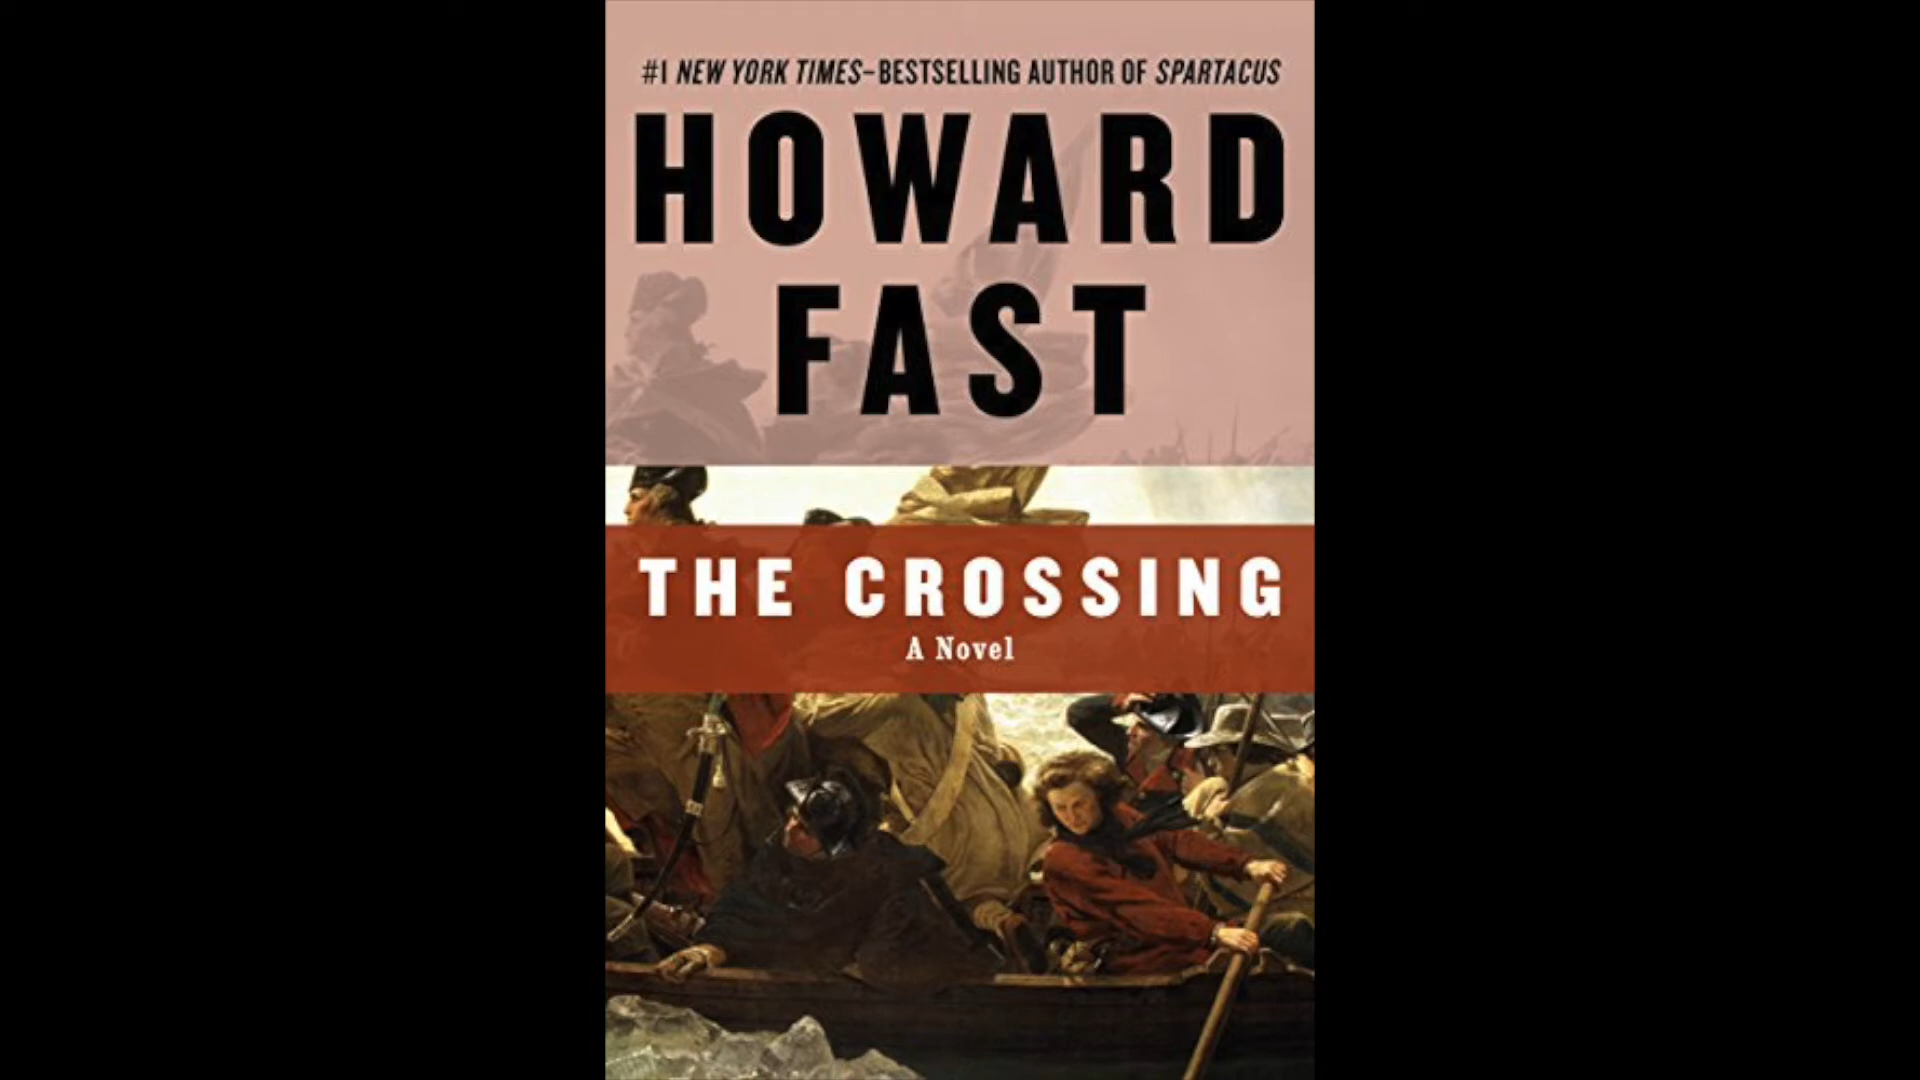 #1 NEW YORK TIMES–BESTSELLING AUTHOR OF SPARTACUS
HOWARD
FAST
THE CROSSING
A Novel